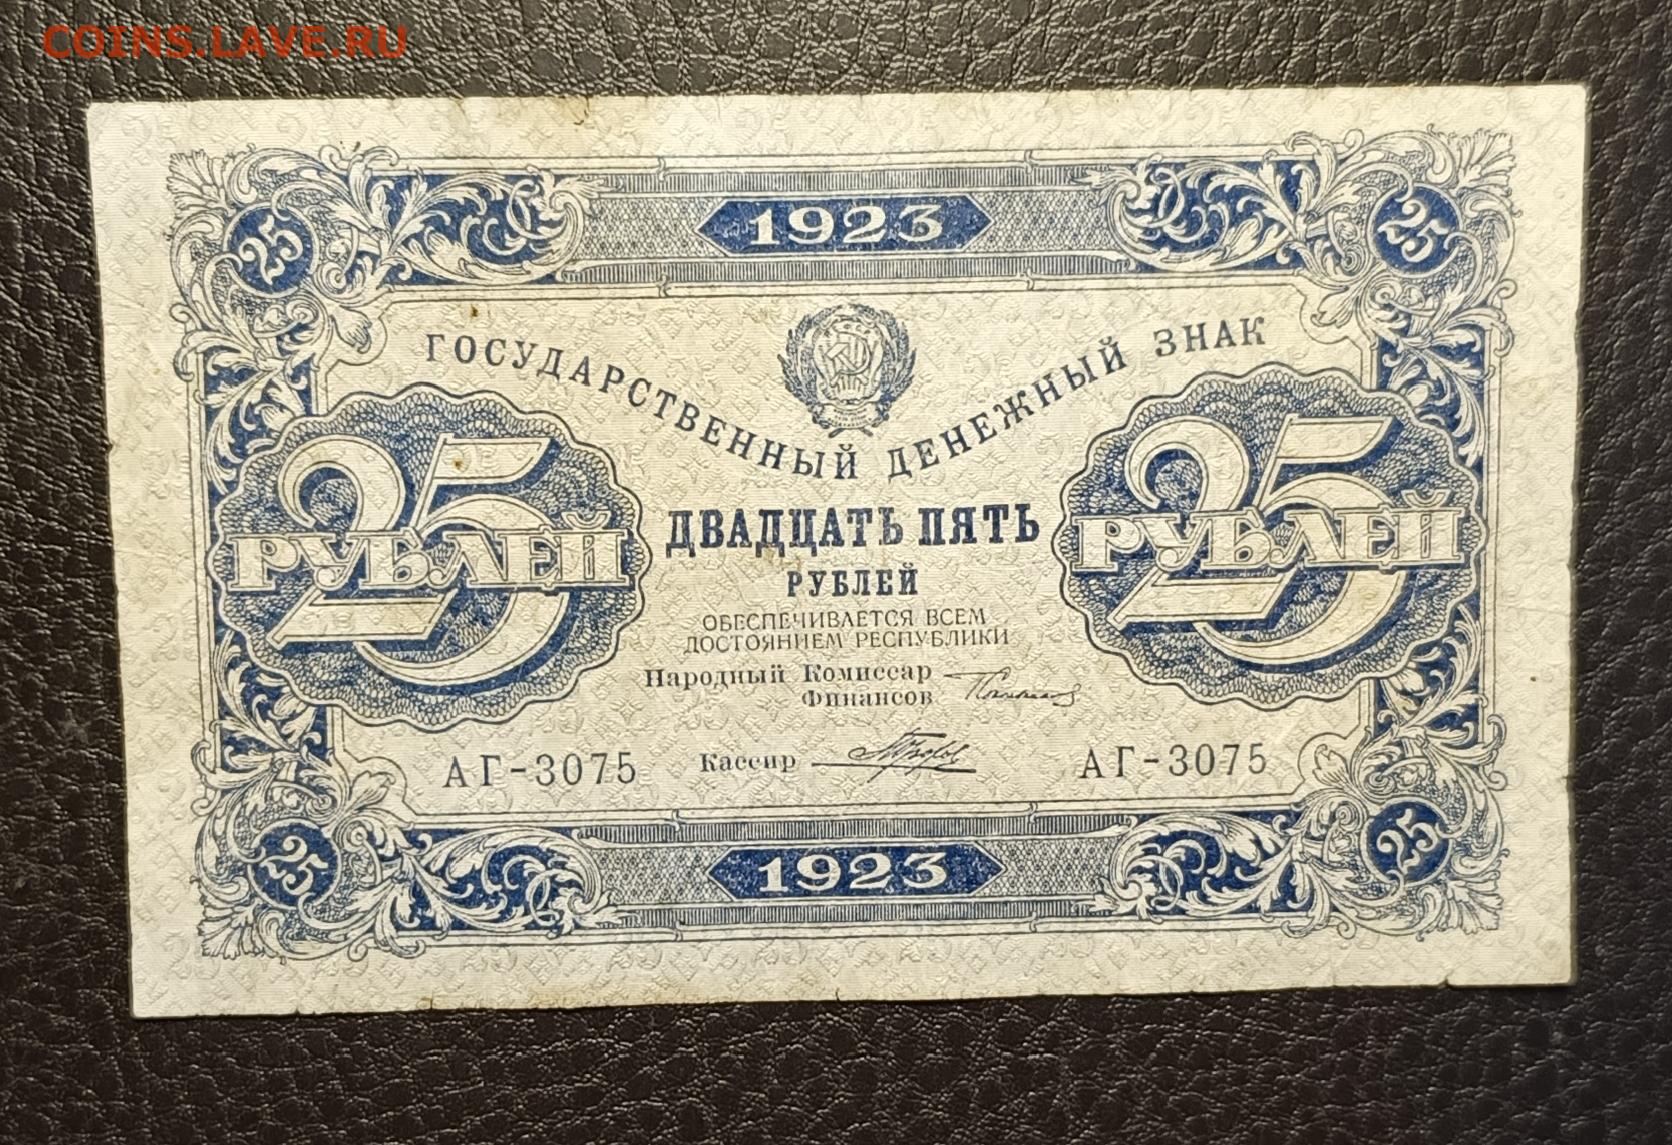 COINS.LAVE.RU
1923
25 25
ГОСУДАРСТВЕННЫЙ ДЕНЕЖНЫЙ ЗНАК
25 РУБЛЕЙ
25 РУБЛЕЙ
ДВАДЦАТЬ ПЯТЬ
РУБЛЕЙ
ОБЕСПЕЧИВАЕТСЯ ВСЕМ
ДОСТОЯНИЕМ РЕСПУБЛИКИ
Народный Комиссар
Финансов
АГ-3075 Кассир АГ-3075
25 25
1923